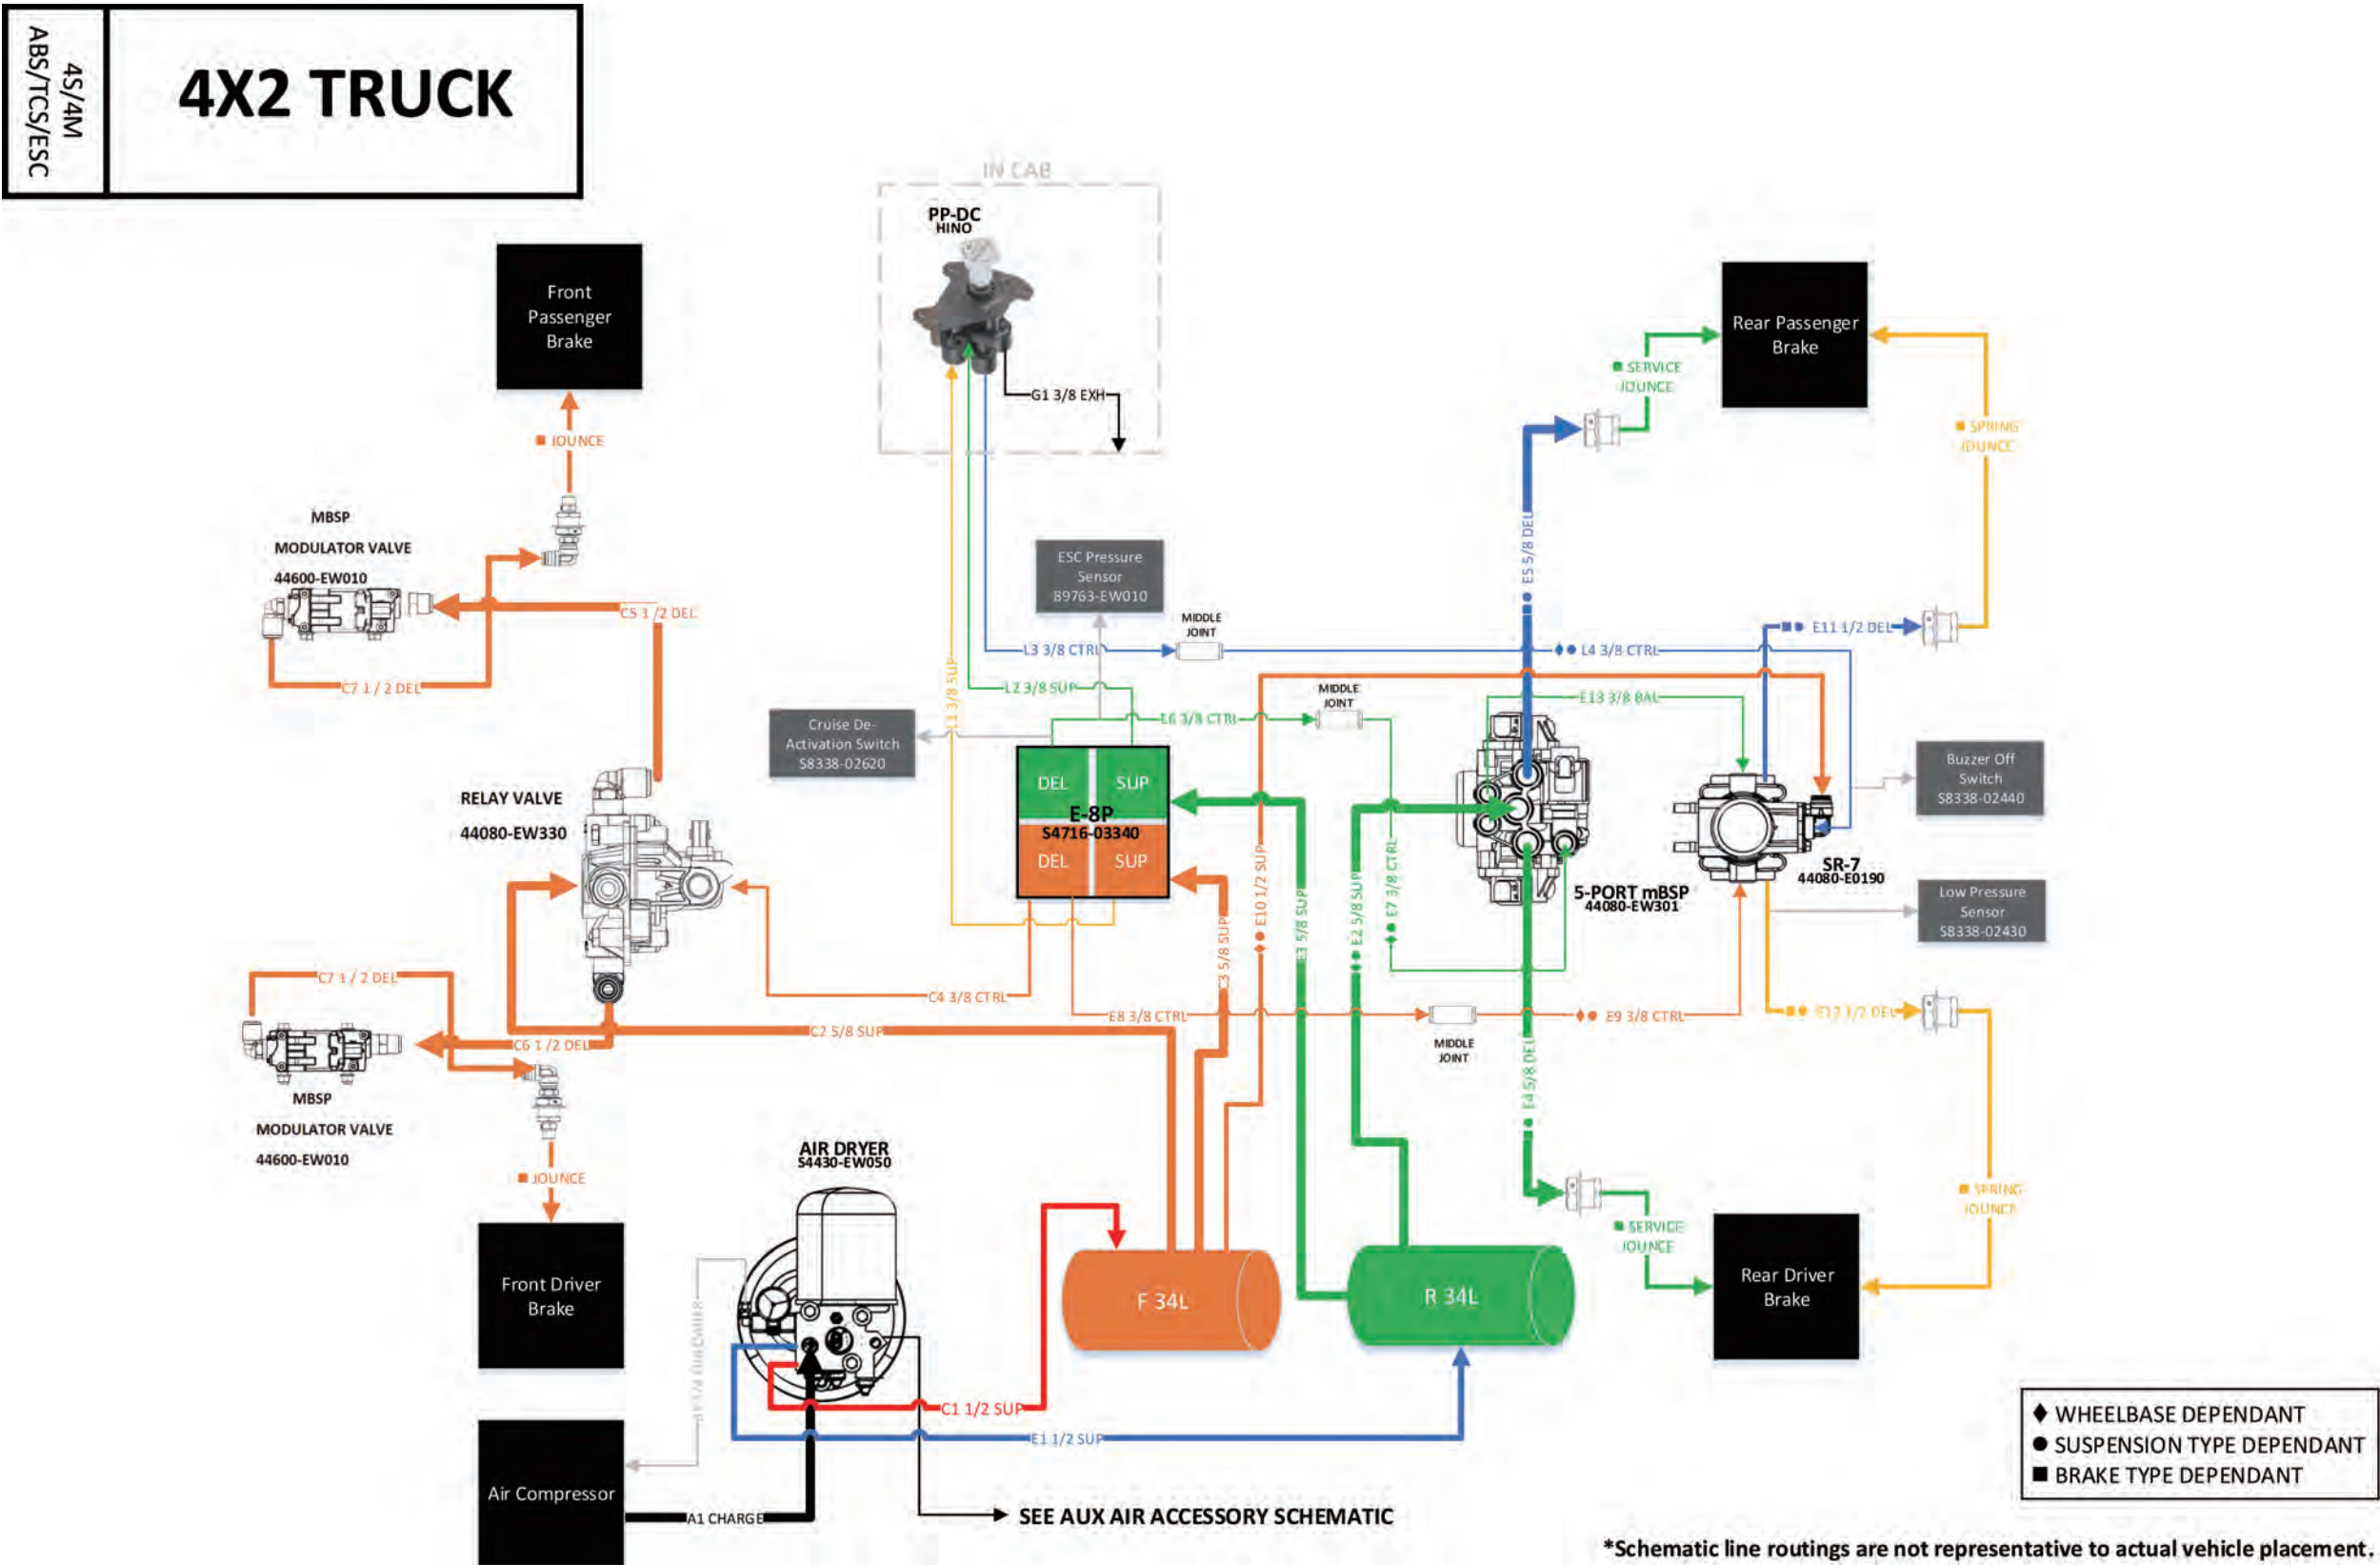 4S/4M
ABS/TCS/ESC
4X2 TRUCK
IN CAB
PP-DC
HINO
G1 3/8 EXH
Front
Passenger
Brake
JOUNCE
MBSP
MODULATOR VALVE
44600-EW010
C5 1 /2 DEL
C7 1 / 2 DEL
RELAY VALVE
44080-EW330
C7 1 / 2 DEL
C6 1 /2 DEL
MBSP
MODULATOR VALVE
44600-EW010
JOUNCE
Front Driver
Brake
Air Compressor
A1 CHARGE
AIR DRYER
S4430-EW050
C1 1/2 SUP
E1 1/2 SUP
SEE AUX AIR ACCESSORY SCHEMATIC
ESC Pressure
Sensor
89763-EW010
MIDDLE
JOINT
L3 3/8 CTRL
L4 3/8 CTRL
L1 3/8 SUP
L2 3/8 SUP
Cruise De-
Activation Switch
S8338-02620
E6 3/8 CTRL
MIDDLE
JOINT
DEL
SUP
E-8P
S4716-03340
DEL
SUP
C4 3/8 CTRL
C2 5/8 SUP
E8 3/8 CTRL
C3 5/8 SUP
E10 1/2 SUP
E3 5/8 SUP
E2 5/8 SUP
E7 3/8 CTRL
MIDDLE
JOINT
E9 3/8 CTRL
F 34L
R 34L
E5 5/8 DEL
E4 5/8 DEL
E13 3/8 BAL
5-PORT mBSP
44080-EW301
SR-7
44080-E0190
SERVICE
JOUNCE
Rear Passenger
Brake
SPRING
JOUNCE
E11 1/2 DEL
Buzzer Off
Switch
S8338-02440
Low Pressure
Sensor
S8338-02430
E12 1/2 DEL
SPRING
JOUNCE
SERVICE
JOUNCE
Rear Driver
Brake
WHEELBASE DEPENDANT
SUSPENSION TYPE DEPENDANT
BRAKE TYPE DEPENDANT
*Schematic line routings are not representative to actual vehicle placement.